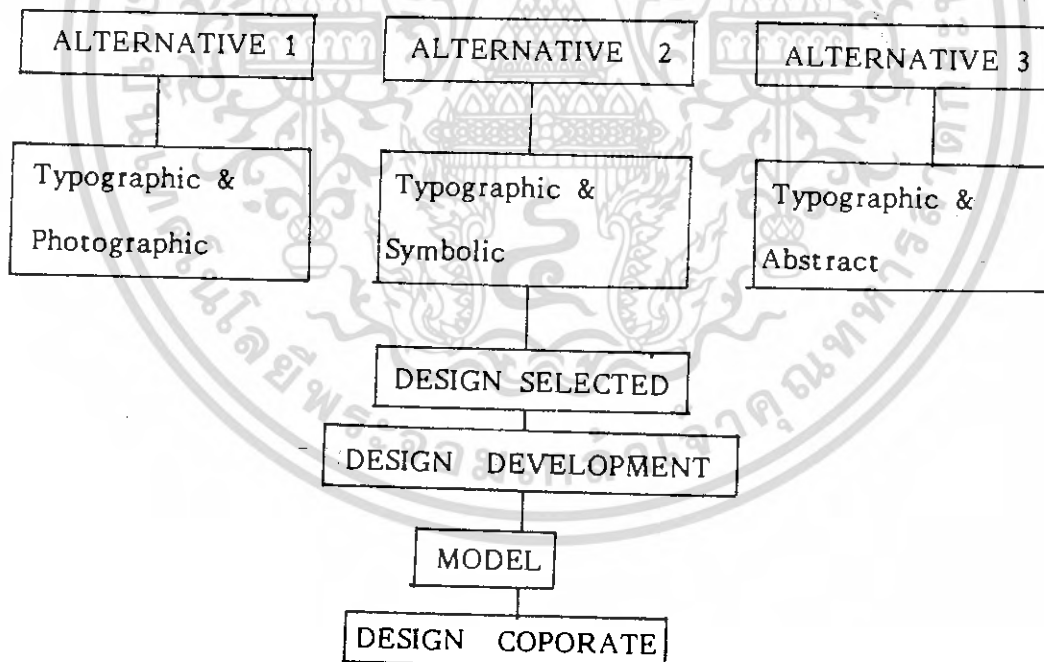 ALTERNATIVE 1
ALTERNATIVE 2
ALTERNATIVE 3
Typographic &
Photographic
Typographic &
Symbolic
Typographic &
Abstract
DESIGN SELECTED
DESIGN DEVELOPMENT
MODEL
DESIGN COPORATE